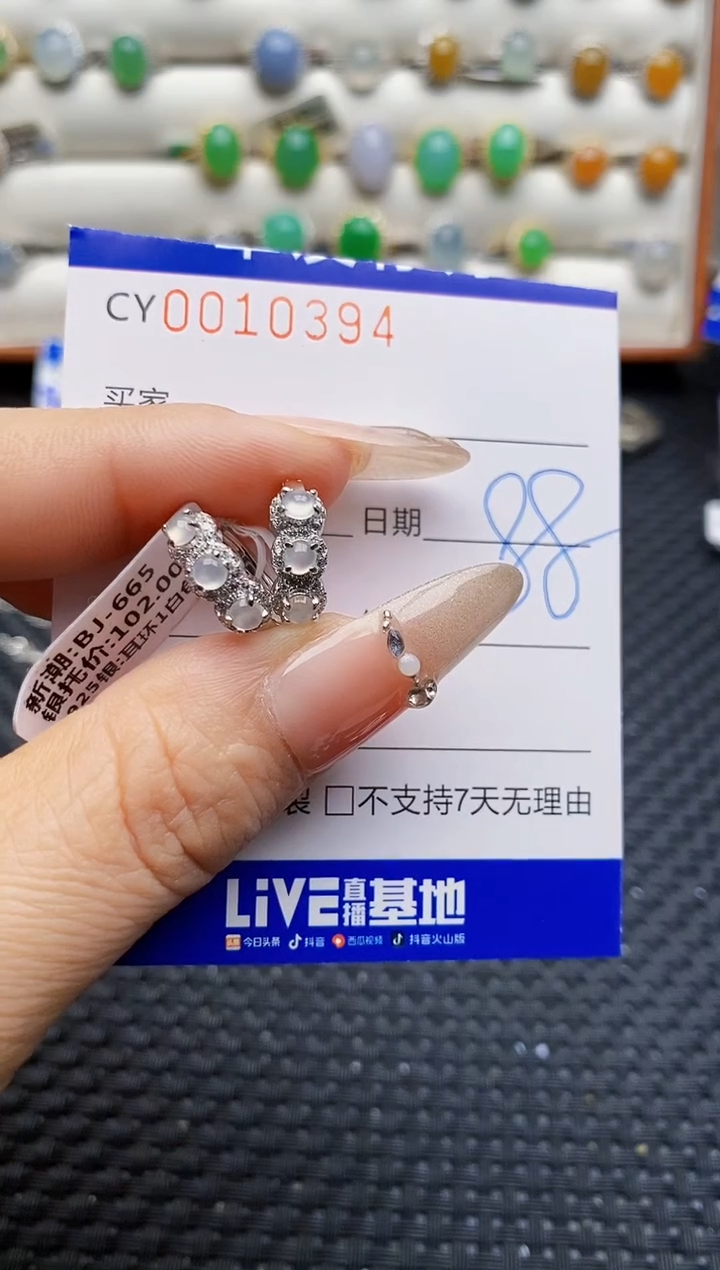 CY0010394
买家
日期
88
新潮:BJ-665
银托价:102.00
925银:耳环1白
不支持7天无理由
LiVE直播基地
今日头条 抖音 西瓜视频 抖音火山版